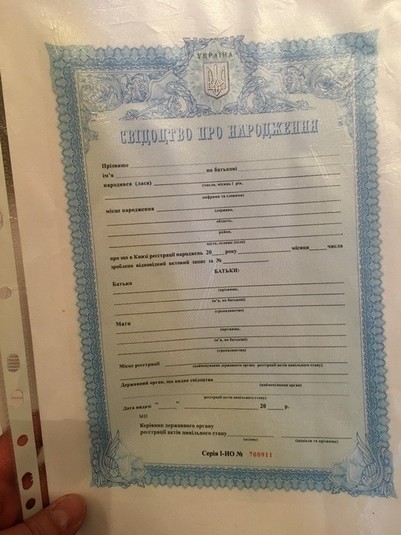 УКРАЇНА
СВІДОЦТВО ПРО НАРОДЖЕННЯ
Прізвище
ім'я по батькові
народився (лася)
(число, місяць і рік,
цифрами та словами)
місце народження
(держава,
область,
район,
місто, селище (село)
про що в Книзі реєстрації народжень 20 року місяця числа
зроблено відповідний актовий запис за №
БАТЬКИ:
Батько
(прізвище,
ім'я, по батькові)
(громадянство)
Мати
(прізвище,
ім'я, по батькові)
(громадянство)
Місце реєстрації
(найменування державного органу реєстрації актів цивільного стану)
Державний орган, що видав свідоцтво
(найменування органу)
реєстрації актів цивільного стану)
Дата видачі " " 20 р.
МП
Керівник державного органу
реєстрації актів цивільного стану
(підпис) (ініціали та прізвище)
Серія І-НО № 760911